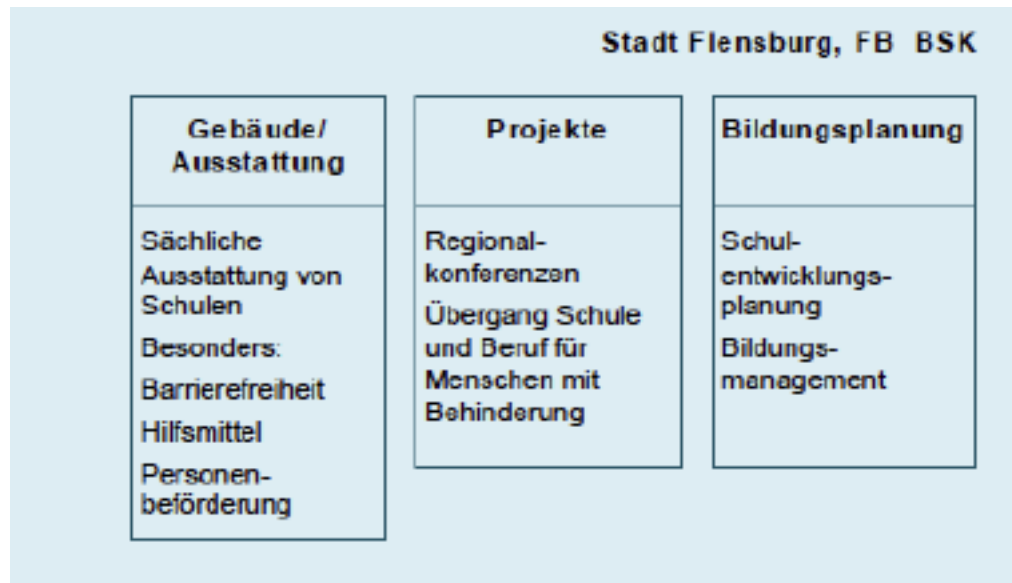 Stadt Flensburg, FB BSK
Gebäude/
Ausstattung
Sächliche
Ausstattung von
Schulen
Besonders:
Barrierefreiheit
Hilfsmittel
Personen-
beförderung
Projekte
Regional-
konferenzen
Übergang Schule
und Beruf für
Menschen mit
Behinderung
Bildungsplanung
Schul-
entwicklungs-
planung
Bildungs-
management